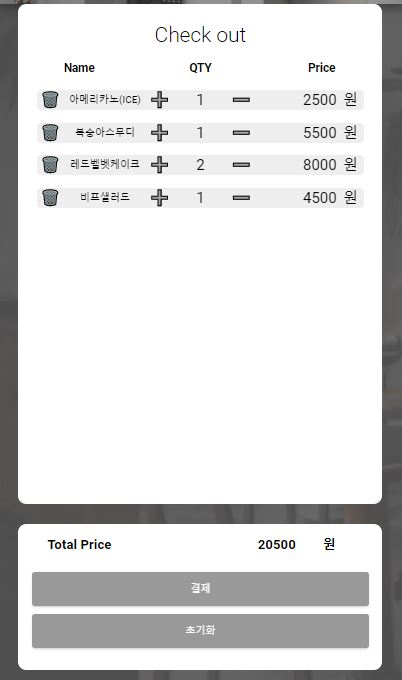 Check out
Name QTY Price
아메리카노(ICE) 1 2500 원
복숭아스무디 1 5500 원
레드벨벳케이크 2 8000 원
비프샐러드 1 4500 원
Total Price 20500 원
결제
초기화